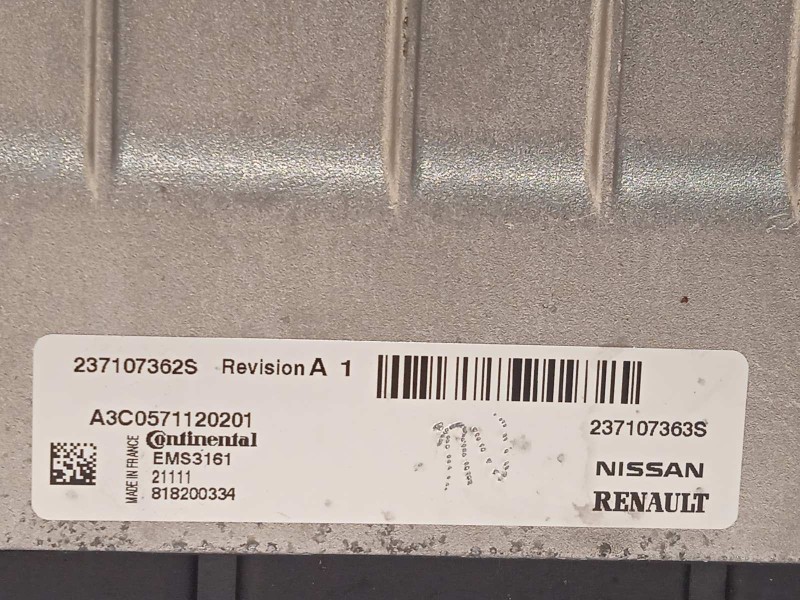 237107362S Revision A 1
A3C0571120201
237107363S
Continental
EMS3161
NISSAN
21111
818200334
RENAULT
MADE IN FRANCE